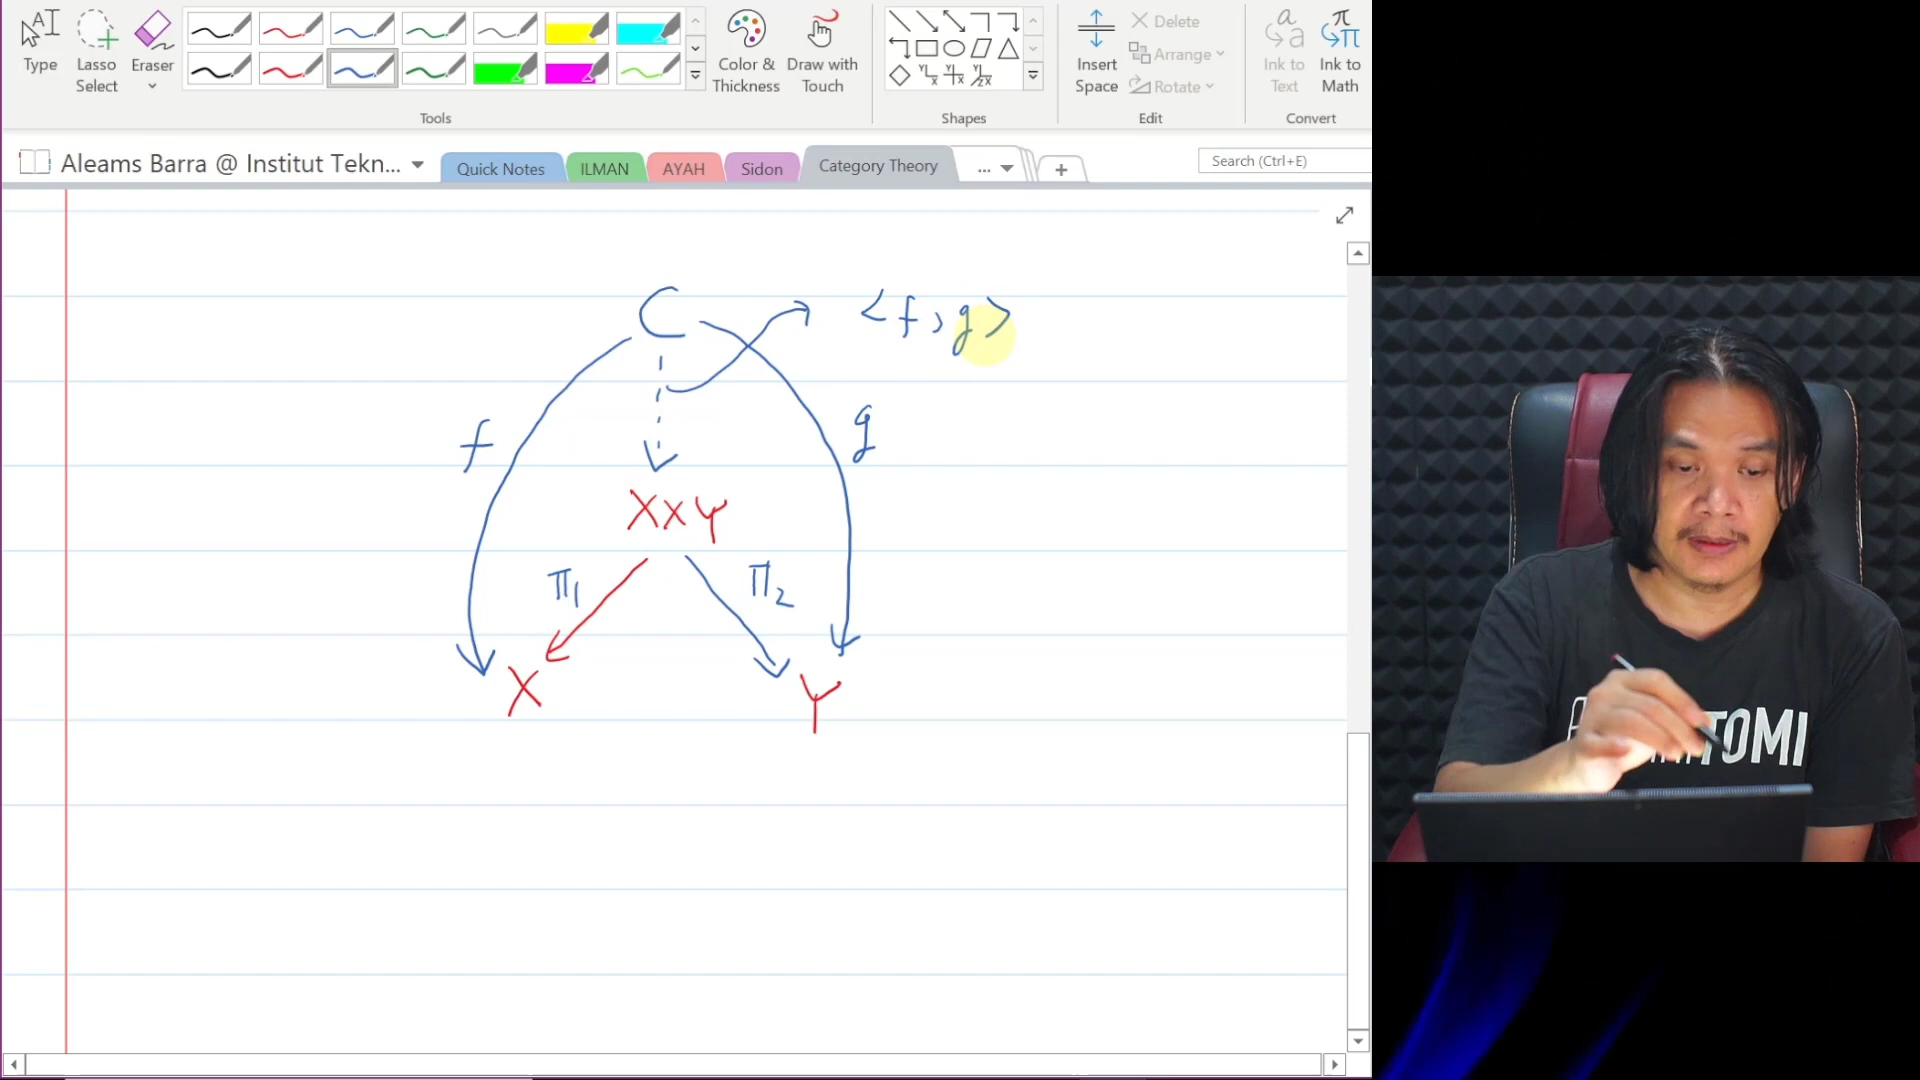 Type
Lasso Select
Eraser
Color & Thickness
Draw with Touch
Insert Space
Delete
Arrange
Rotate
Ink to Text
Ink to Math
Tools
Shapes
Edit
Convert
Aleams Barra @ Institut Tekn...
Quick Notes
ILMAN
AYAH
Sidon
Category Theory
...
+
Search (Ctrl+E)
C
<f,g>
f
g
X×Y
π1
π2
X
Y
TOMI